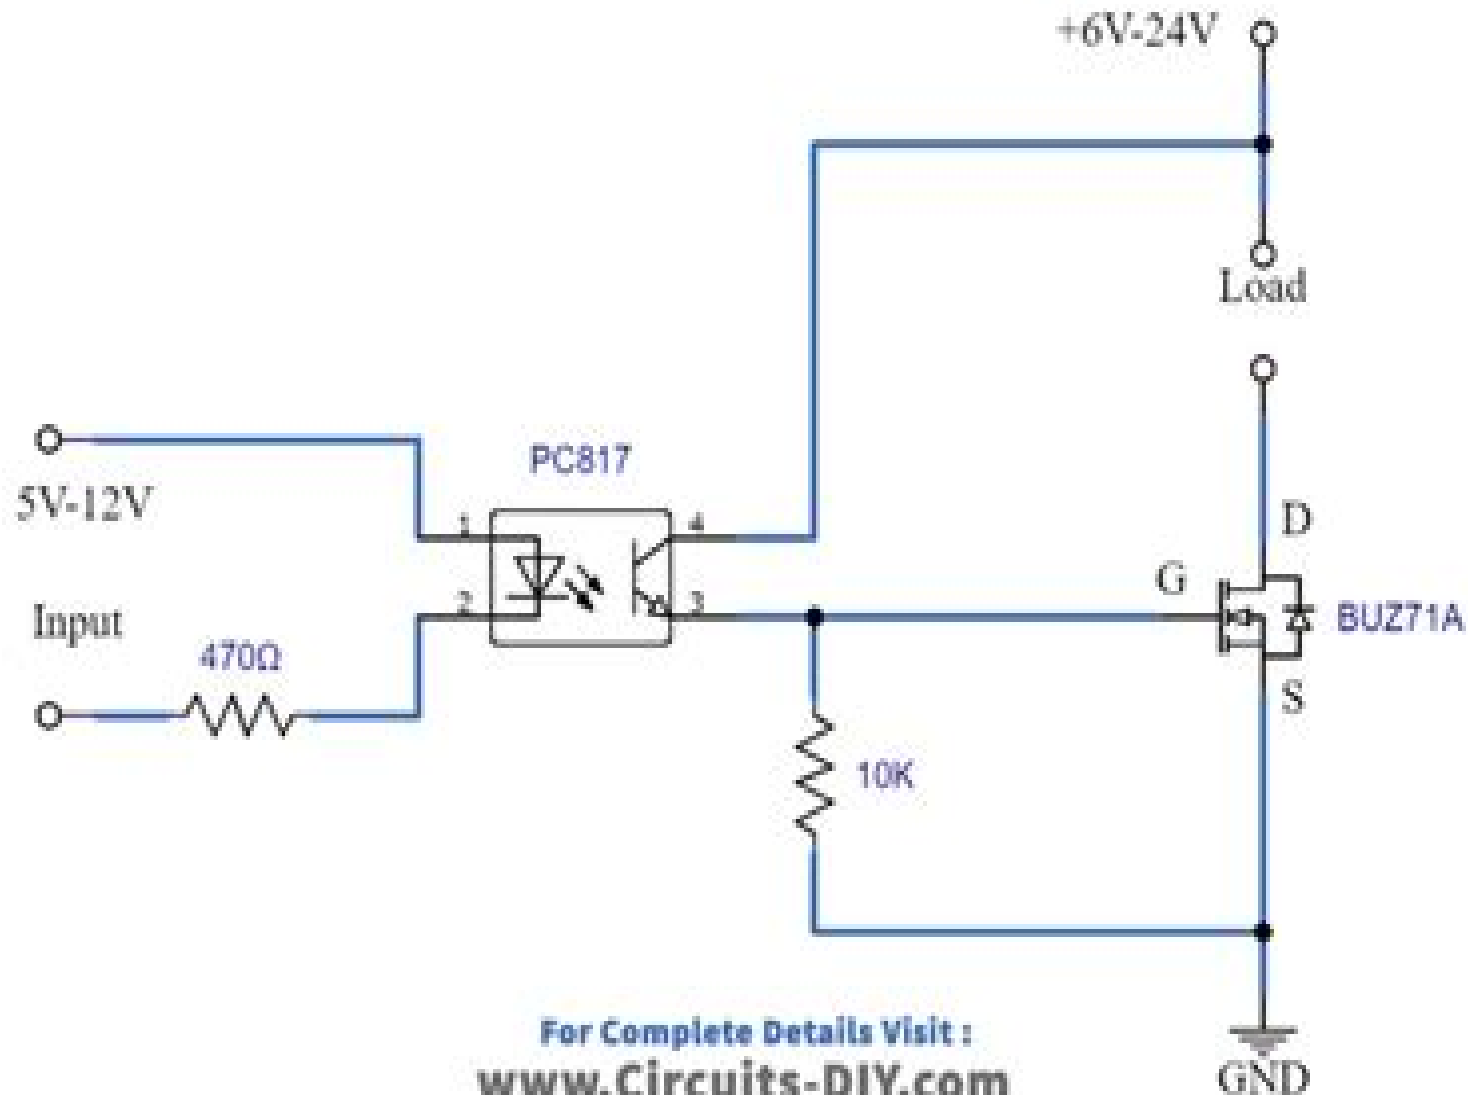 +6V-24V
Load
PC817
5V-12V
1
4
D
G
2
3
BUZ71A
Input
470Ω
S
10K
For Complete Details Visit :
www.Circuits-DIY.com
GND